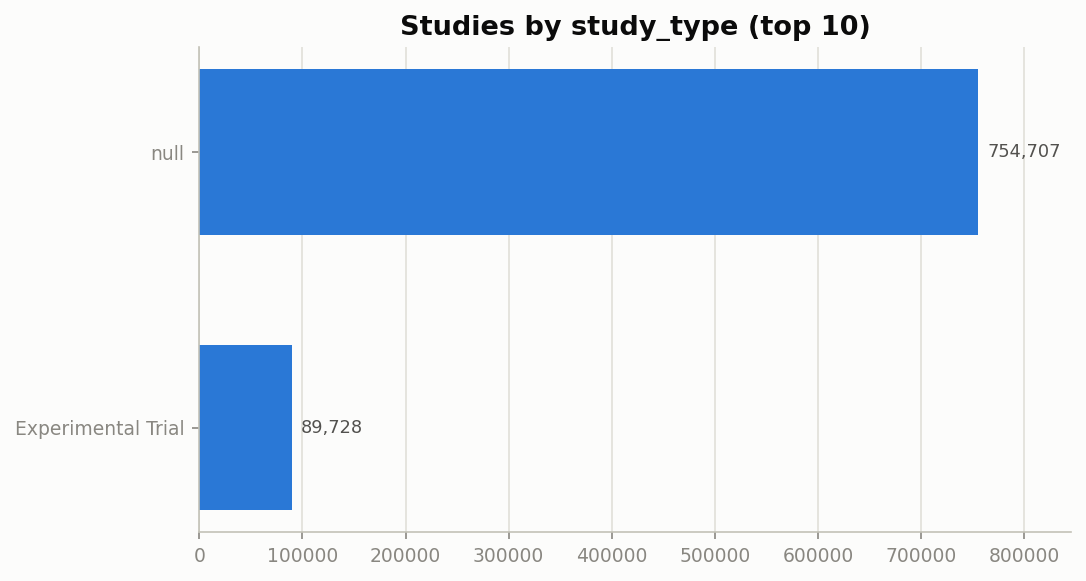 Studies by study_type (top 10)
null
754,707
Experimental Trial
89,728
0 100000 200000 300000 400000 500000 600000 700000 800000